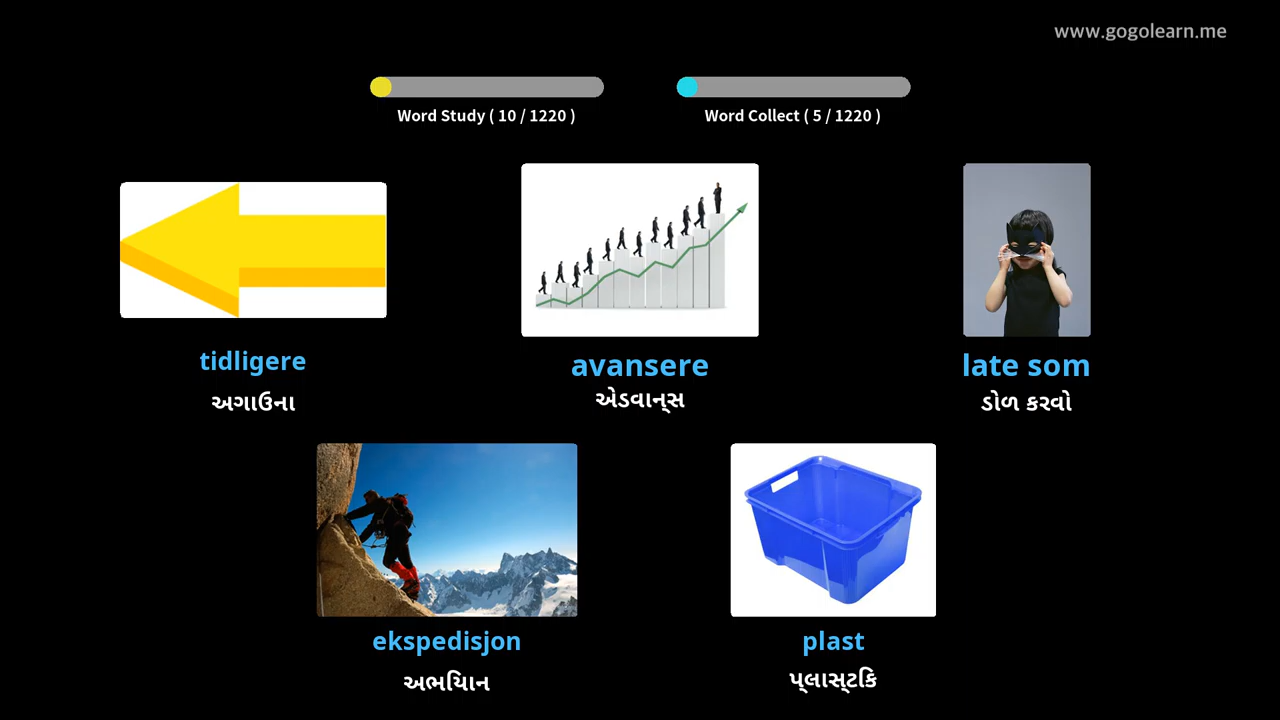 www.gogolearn.me
Word Study ( 10 / 1220 )
Word Collect ( 5 / 1220 )
tidligere
avansere
late som
અગાઉના
એડવાન્સ
ડોળ કરવો
ekspedisjon
plast
અભિયાન
પ્લાસ્ટિક